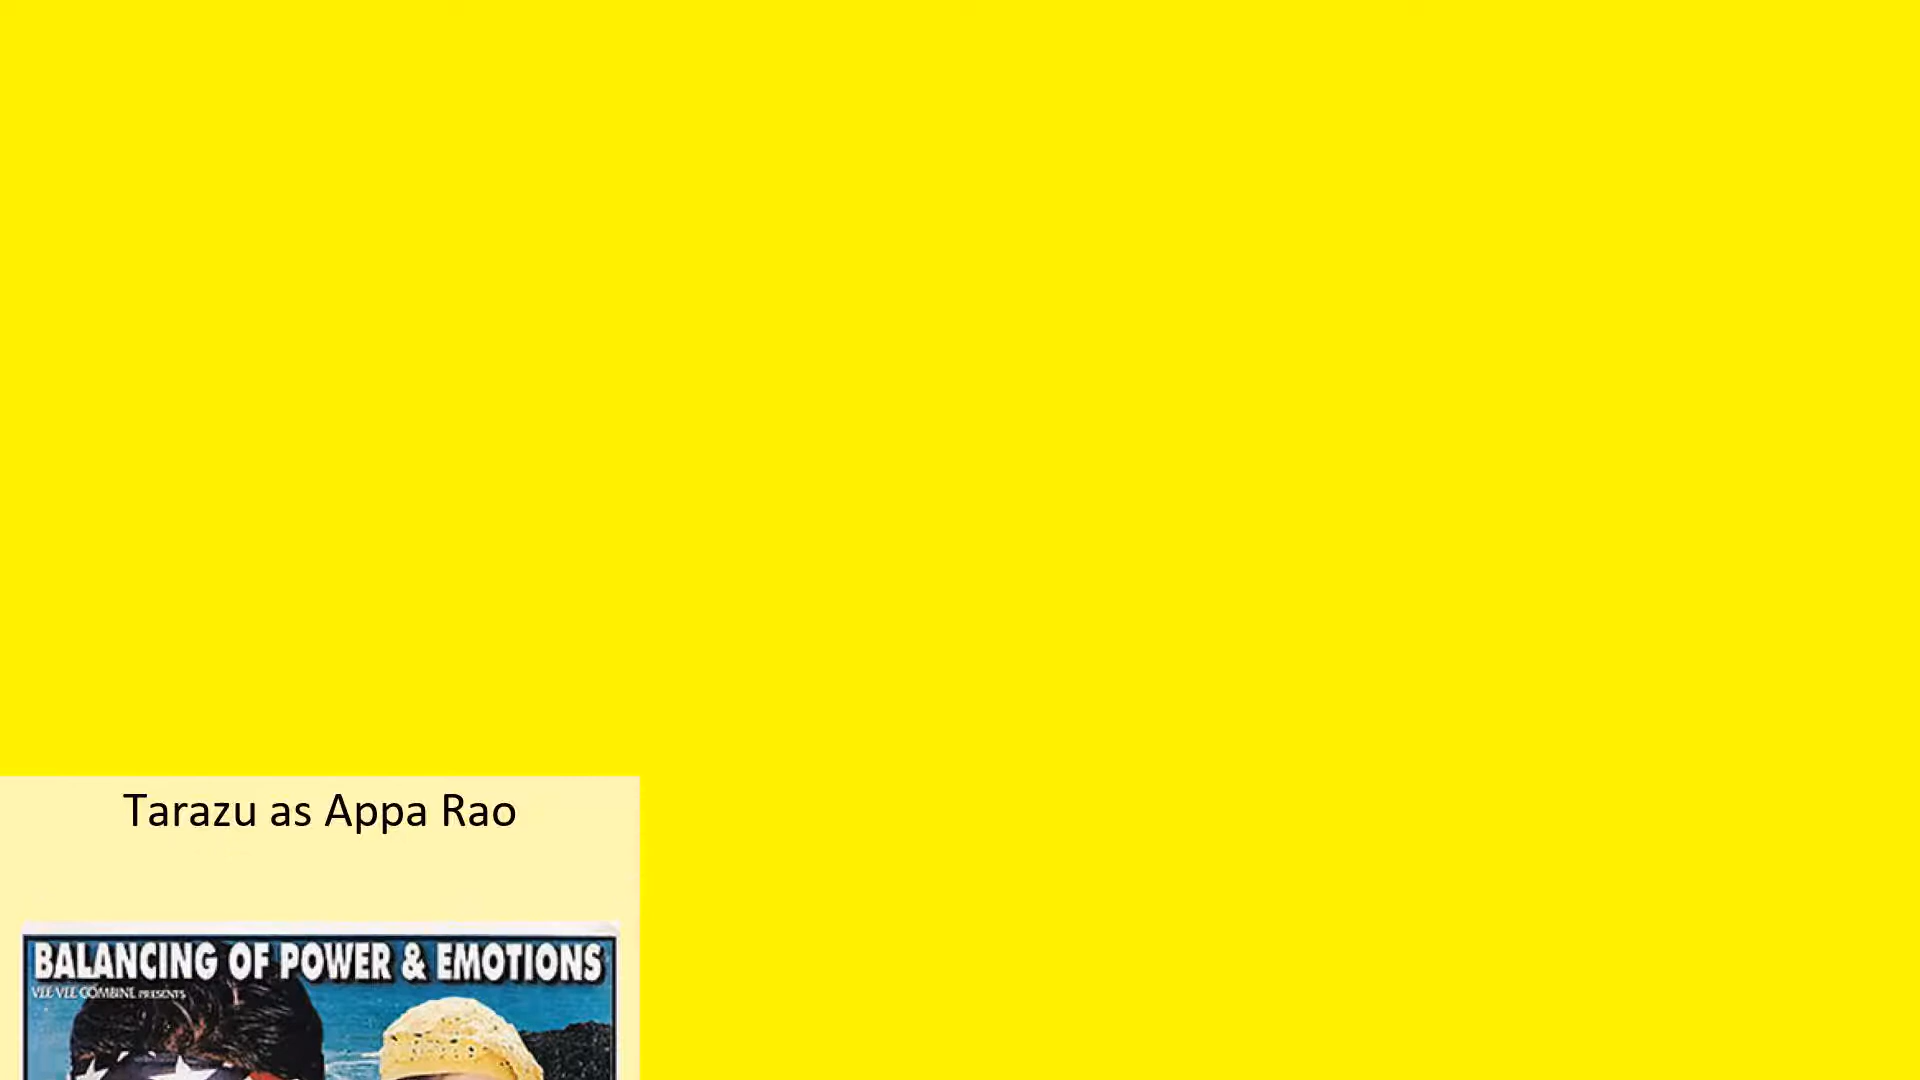 Tarazu as Appa Rao
BALANCING OF POWER & EMOTIONS
VEE VEE COMBINE PRESENTS